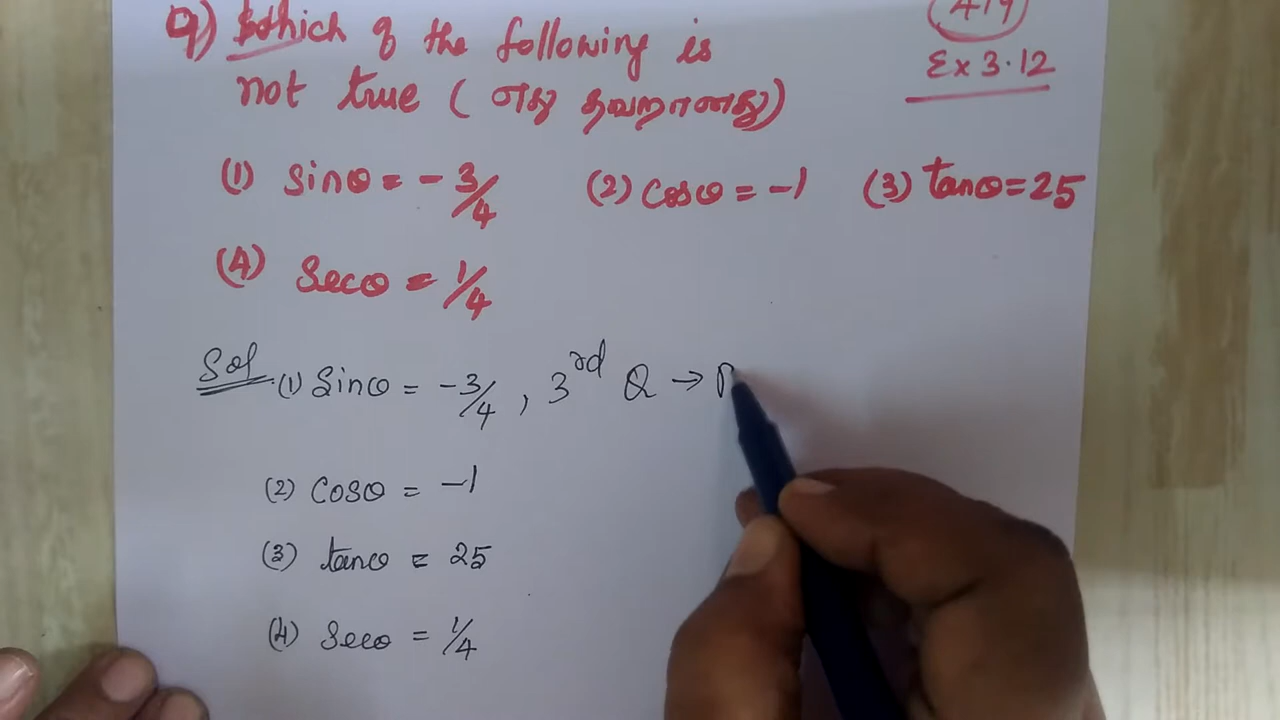 Q) Which of the following is
not true ( எது தவறானது)
Ex 3.12
(1) sinθ = -3/4 (2) cosθ = -1 (3) tanθ=25
(4) secθ = 1/4
Sol (1) Sinθ = -3/4 , 3rd Q →
(2) cosθ = -1
(3) tanθ = 25
(4) secθ = 1/4